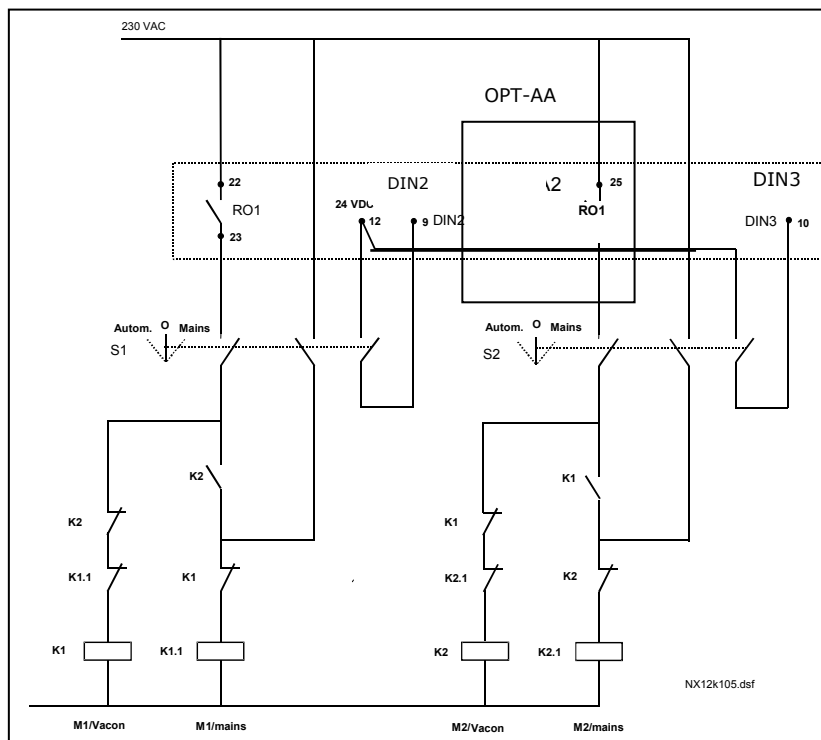 230 VAC
OPT-AA
22
DIN2
25
DIN3
24 VDC
RO1
12
9 DIN2
RO1
DIN3
10
23
Autom. O Mains
S1
Autom. O Mains
S2
K2
K1
K2
K1
K1.1
K1
K2.1
K2
K1
K1.1
K2
K2.1
NX12k105.dsf
M1/Vacon
M1/mains
M2/Vacon
M2/mains